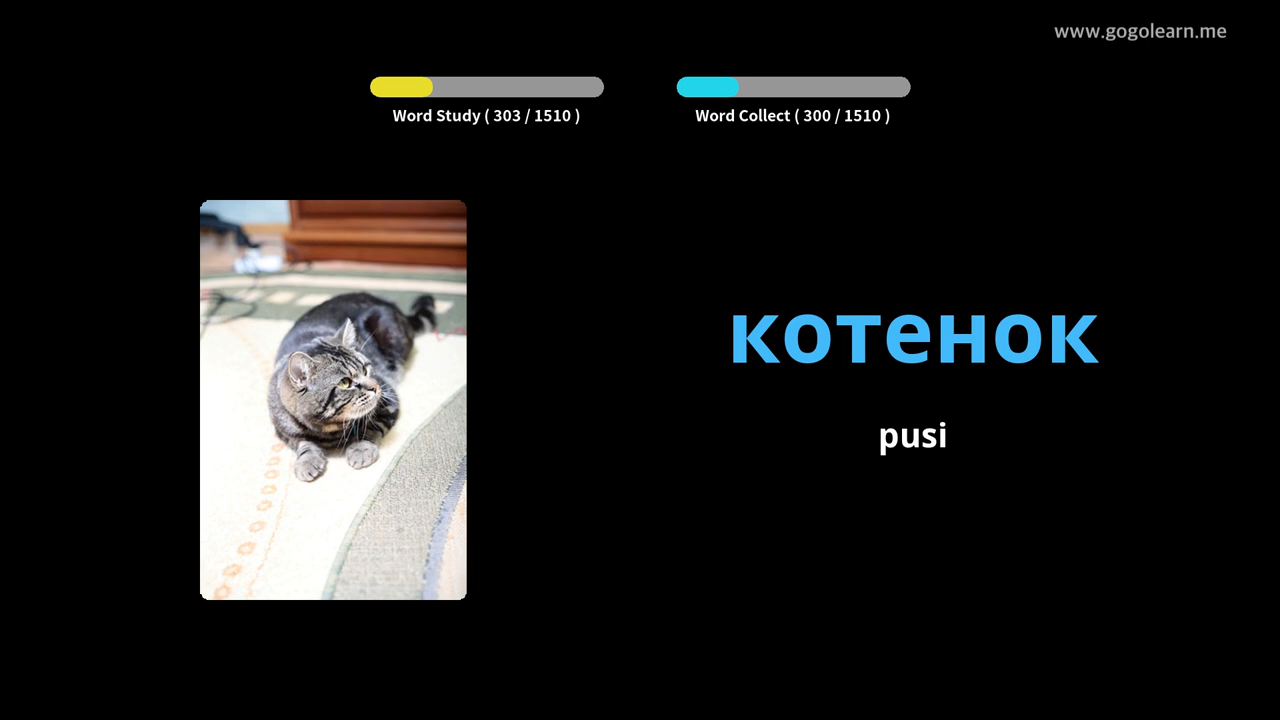 www.gogolearn.me
Word Study ( 303 / 1510 )
Word Collect ( 300 / 1510 )
котенок
pusi